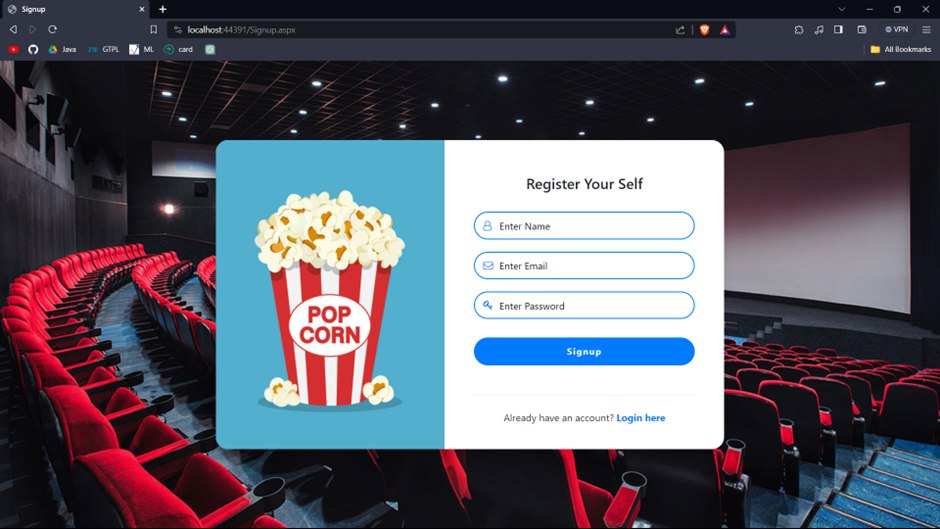 Signup
localhost:44391/Signup.aspx
VPN
Java
ZTE GTPL
ML
card
All Bookmarks
POP
CORN
Register Your Self
Enter Name
Enter Email
Enter Password
Signup
Already have an account? Login here